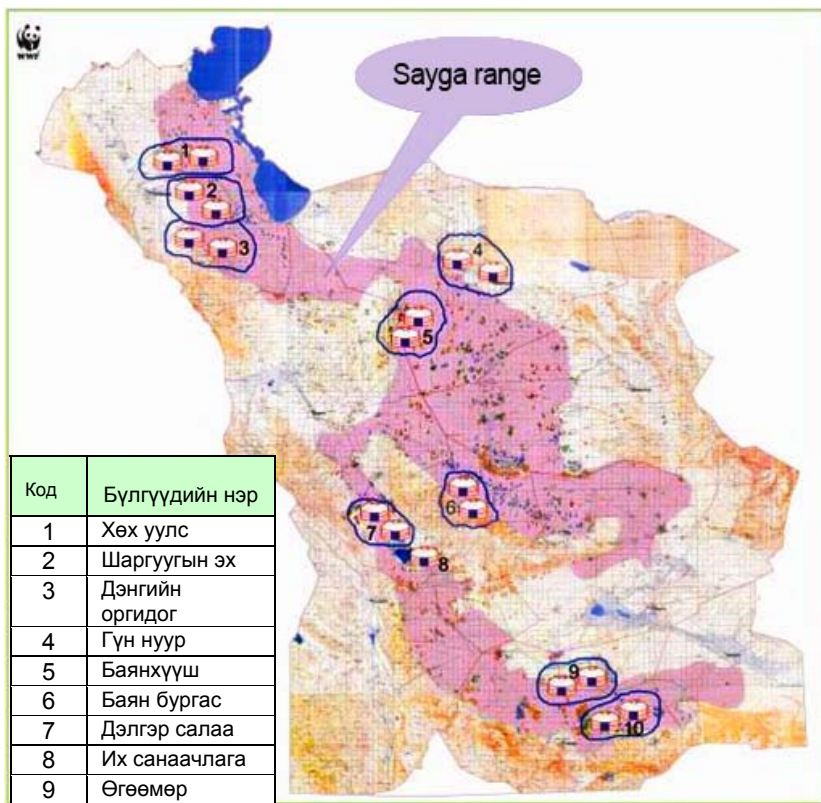 WWF
Sayga range
1
2
3
4
5
6
7
8
9
10
Код Бүлгүүдийн нэр
1 Хөх уулс
2 Шаргуугын эх
3 Дэнгийн
оргидог
4 Гүн нуур
5 Баянхүүш
6 Баян бургас
7 Дэлгэр салаа
8 Их санаачлага
9 Өгөөмөр